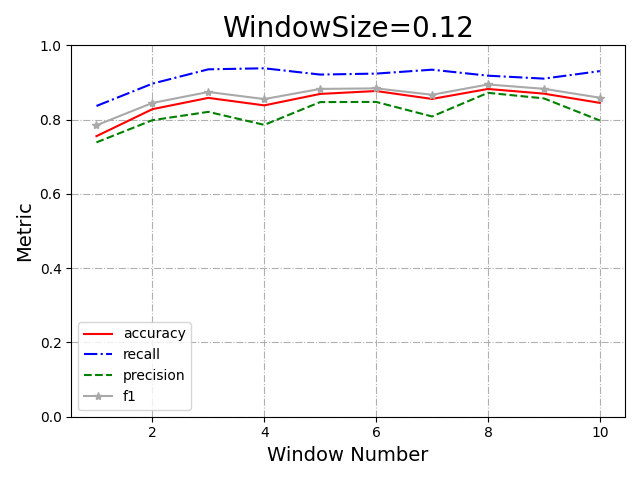 WindowSize=0.12
Metric
1.0
0.8
0.6
0.4
0.2
0.0
accuracy
recall
precision
f1
2 4 6 8 10
Window Number